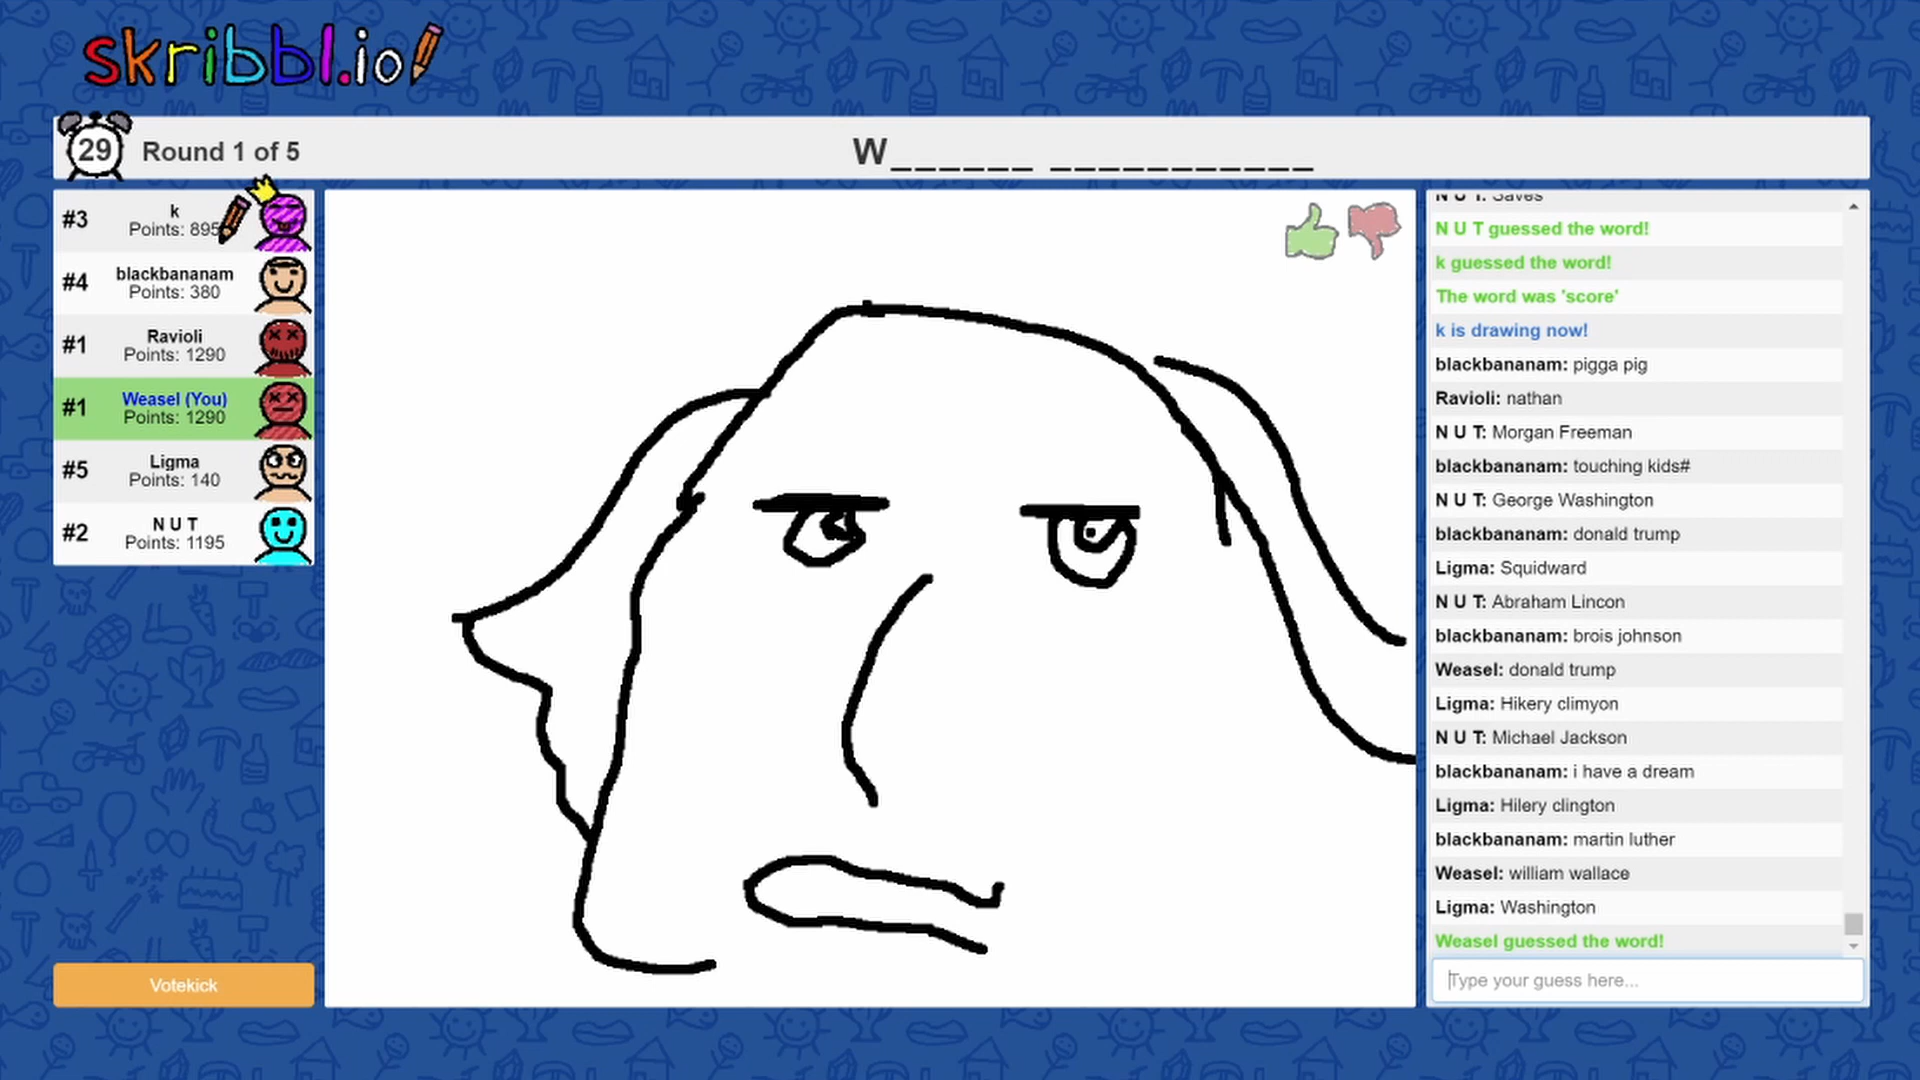 skribbl.io
29
Round 1 of 5
W______ ___________
#3
k
Points: 895
#4
blackbananam
Points: 380
#1
Ravioli
Points: 1290
#1
Weasel (You)
Points: 1290
#5
Ligma
Points: 140
#2
N U T
Points: 1195
Votekick
N U T: Saves
N U T guessed the word!
k guessed the word!
The word was 'score'
k is drawing now!
blackbananam: pigga pig
Ravioli: nathan
N U T: Morgan Freeman
blackbananam: touching kids#
N U T: George Washington
blackbananam: donald trump
Ligma: Squidward
N U T: Abraham Lincon
blackbananam: brois johnson
Weasel: donald trump
Ligma: Hikery climyon
N U T: Michael Jackson
blackbananam: i have a dream
Ligma: Hilery clington
blackbananam: martin luther
Weasel: william wallace
Ligma: Washington
Weasel guessed the word!
Type your guess here...